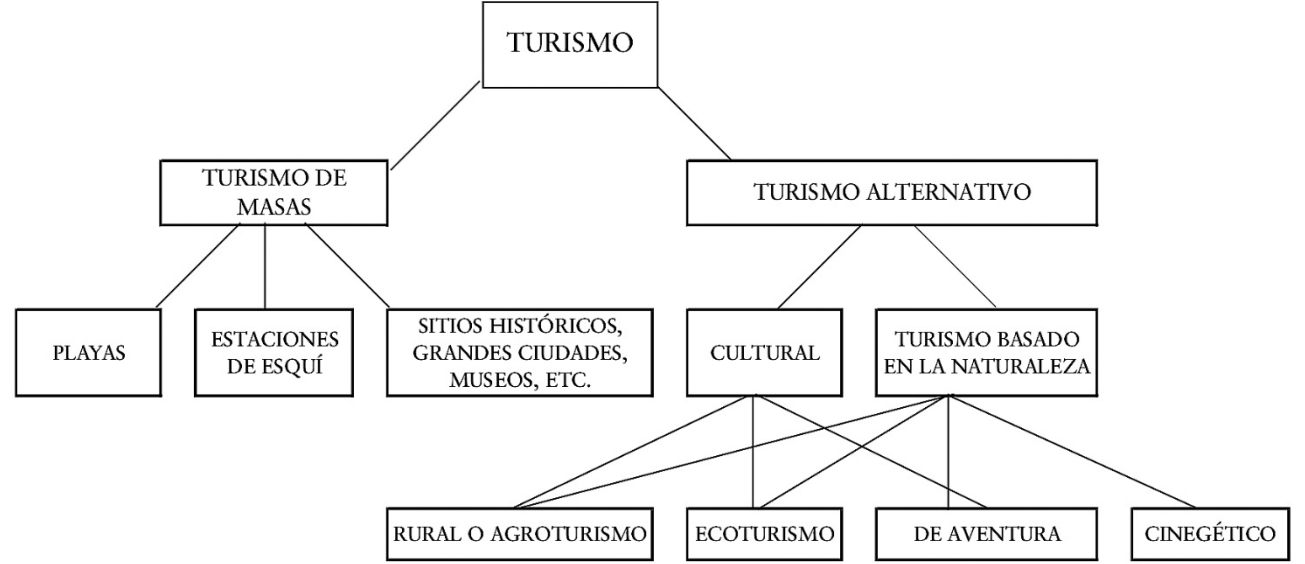 TURISMO
TURISMO DE
MASAS
TURISMO ALTERNATIVO
PLAYAS
ESTACIONES
DE ESQUÍ
SITIOS HISTÓRICOS,
GRANDES CIUDADES,
MUSEOS, ETC.
CULTURAL
TURISMO BASADO
EN LA NATURALEZA
RURAL O AGROTURISMO
ECOTURISMO
DE AVENTURA
CINEGÉTICO